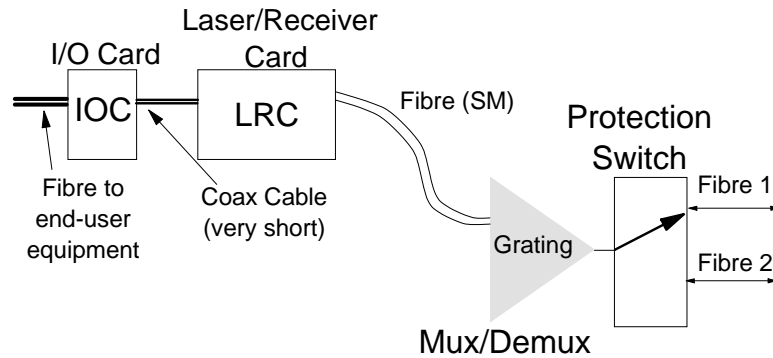 Laser/Receiver
Card
I/O Card
IOC
LRC
Fibre (SM)
Protection
Switch
Fibre to
end-user
equipment
Coax Cable
(very short)
Grating
Fibre 1
Fibre 2
Mux/Demux